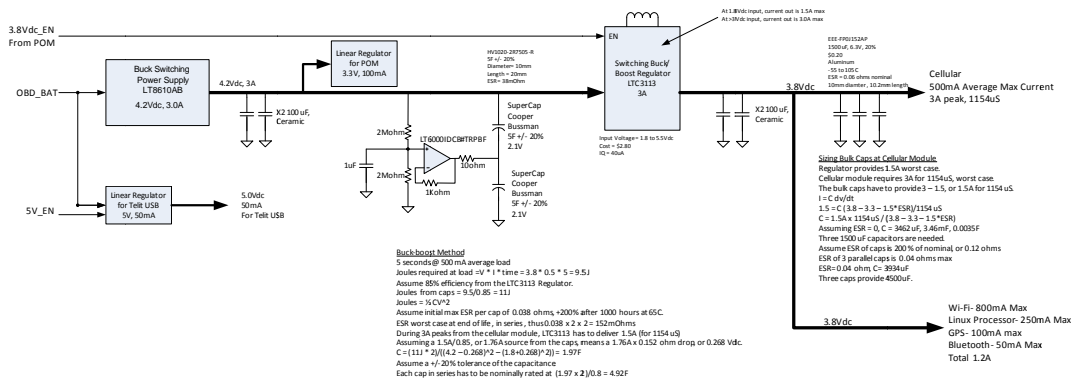 3.8Vdc_EN
From POM
OBD_BAT
5V_EN
Buck Switching
Power Supply
LT8610AB
4.2Vdc, 3.0A
4.2Vdc, 3A
X2 100 uF,
Ceramic
Linear Regulator
for POM
3.3V, 100mA
Linear Regulator
for Telit USB
5V, 50mA
5.0Vdc
50mA
For Telit USB
2Mohm
2Mohm
1uF
LT6000IDCB#TRPBF
10ohm
1Kohm
HV1020-2R7505-R
5F +/- 20%
Diameter= 10mm
Length = 20mm
ESR= 38mOhm
SuperCap
Cooper
Bussman
5F +/- 20%
2.1V
SuperCap
Cooper
Bussman
5F +/- 20%
2.1V
EN
Switching Buck/
Boost Regulator
LTC3113
3A
Input Voltage= 1.8 to 5.5Vdc
Cost = $2.80
IQ = 40uA
At 1.8Vdc input, current out is 1.5A max
At >3Vdc input, current out is 3.0A max
X2 100 uF,
Ceramic
3.8Vdc
EEE-FP0J152AP
1500 uF, 6.3V, 20%
$0.20
Aluminum
-55 to 105C
ESR = 0.06 ohms nominal
10mm diameter, 10.2mm length
Cellular
500mA Average Max Current
3A peak, 1154uS
Sizing Bulk Caps at Cellular Module
Regulator provides 1.5A worst case.
Cellular module requires 3A for 1154 uS, worst case.
The bulk caps have to provide 3 – 1.5, or 1.5A for 1154 uS.
I = C dv/dt
1.5 = C (3.8 – 3.3 – 1.5*ESR)/1154 uS
C = 1.5A x 1154 uS / (3.8 – 3.3 – 1.5*ESR)
Assuming ESR = 0, C = 3462 uF, 3.46mF, 0.0035F
Three 1500 uF capacitors are needed.
Assume ESR of caps is 200% of nominal, or 0.12 ohms
ESR of 3 parallel caps is 0.04 ohms max
ESR= 0.04 ohm, C= 3934uF
Three caps provide 4500uF.
3.8Vdc
Wi-Fi- 800mA Max
Linux Processor- 250mA Max
GPS- 100mA max
Bluetooth- 50mA Max
Total 1.2A
Buck-boost Method
5 seconds @ 500 mA average load
Joules required at load = V * I * time = 3.8 * 0.5 * 5 = 9.5J
Assume 85% efficiency from the LTC3113 Regulator.
Joules from caps = 9.5/0.85 = 11J
Joules = ½ CV^2
Assume initial max ESR per cap of 0.038 ohms, +200% after 1000 hours at 65C.
ESR worst case at end of life, in series, thus 0.038 x 2 x 2 = 152mOhms
During 3A peaks from the cellular module, LTC3113 has to deliver 1.5A (for 1154 uS)
Assuming a 1.5A/0.85, or 1.76A source from the caps, means a 1.76A x 0.152 ohm drop, or 0.268 Vdc.
C = (11J * 2)/((4.2 – 0.268)^2 – (1.8+0.268)^2)) = 1.97F
Assume a +/-20% tolerance of the capacitance
Each cap in series has to be nominally rated at (1.97 x 2)/0.8 = 4.92F